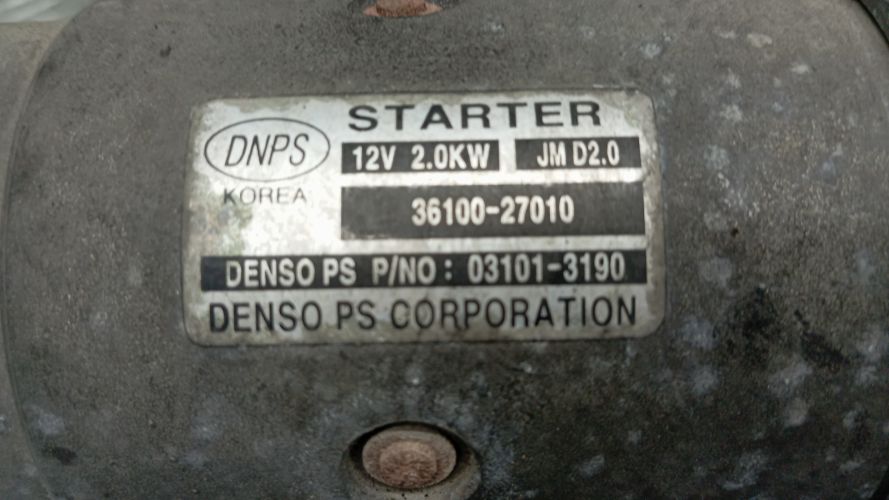 STARTER
DNPS
12V 2.0KW JM D2.0
KOREA
36100-27010
DENSO PS P/NO : 03101-3190
DENSO PS CORPORATION